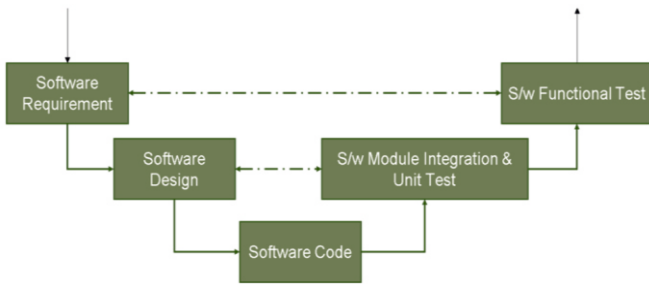 Software
Requirement
S/w Functional Test
Software
Design
S/w Module Integration &
Unit Test
Software Code